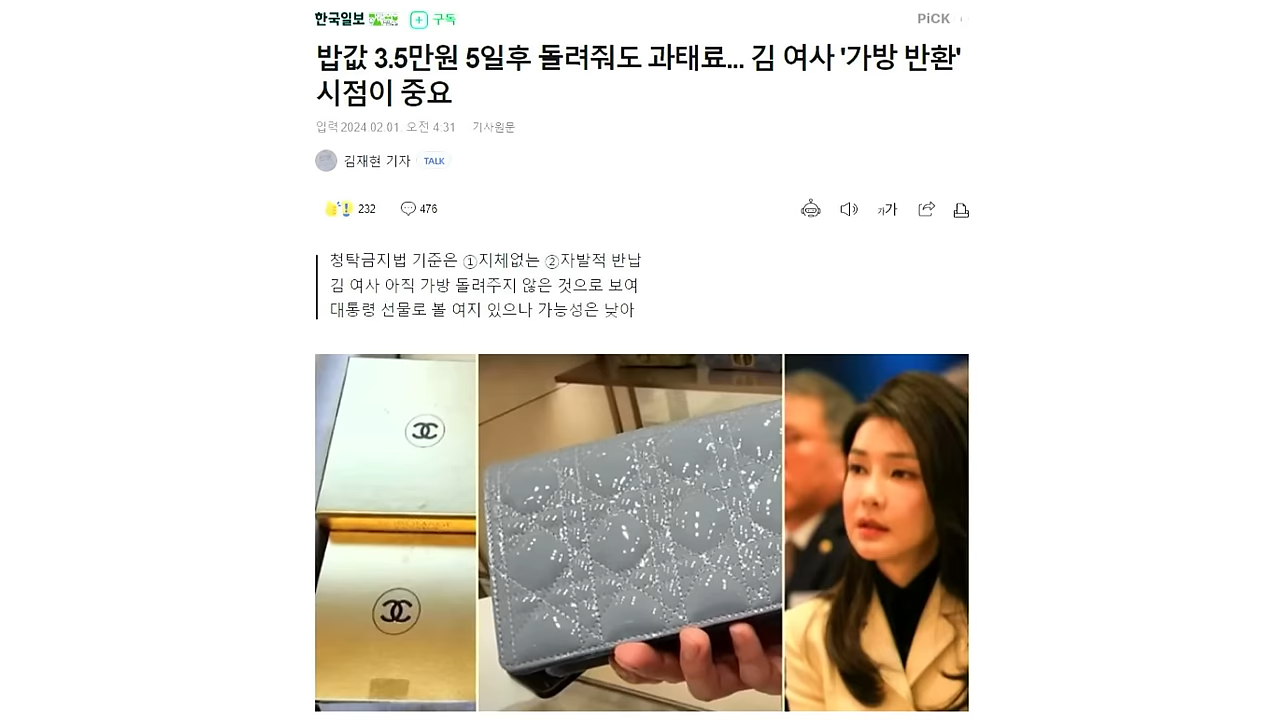 한국일보
구독
PiCK
밥값 3.5만원 5일후 돌려줘도 과태료... 김 여사 '가방 반환'
시점이 중요
입력 2024.02.01. 오전 4:31 기사원문
김재현 기자 TALK
232 476
가가
청탁금지법 기준은 ①지체없는 ②자발적 반납
김 여사 아직 가방 돌려주지 않은 것으로 보여
대통령 선물로 볼 여지 있으나 가능성은 낮아